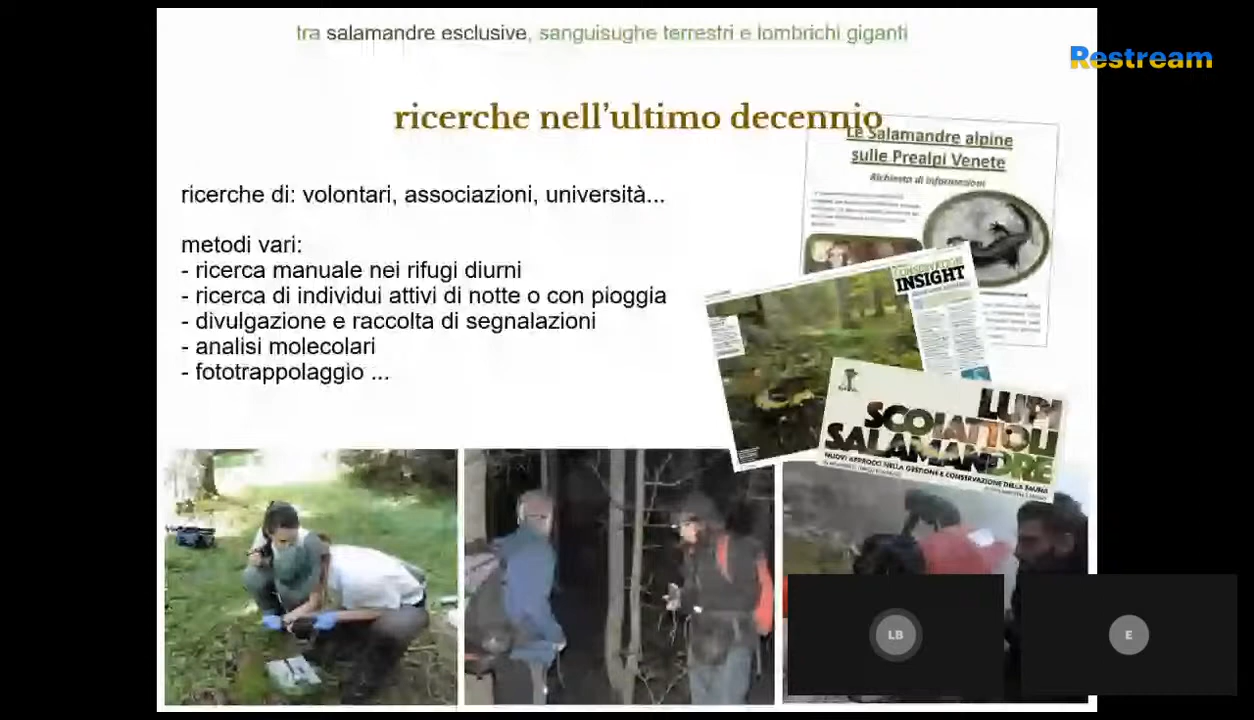 tra salamandre esclusive, sanguisughe terrestri e lombrichi giganti
Restream
ricerche nell'ultimo decennio
Le Salamandre alpine
sulle Prealpi Venete
Richiesta di informazioni
ricerche di: volontari, associazioni, università...
metodi vari:
- ricerca manuale nei rifugi diurni
- ricerca di individui attivi di notte o con pioggia
- divulgazione e raccolta di segnalazioni
- analisi molecolari
- fototrappolaggio ...
CONSERVATION
INSIGHT
LUPI
SCOIATTOLI
SALAMANDRE
NUOVI APPROCCI NELLA GESTIONE E CONSERVAZIONE DELLA FAUNA
LB
E